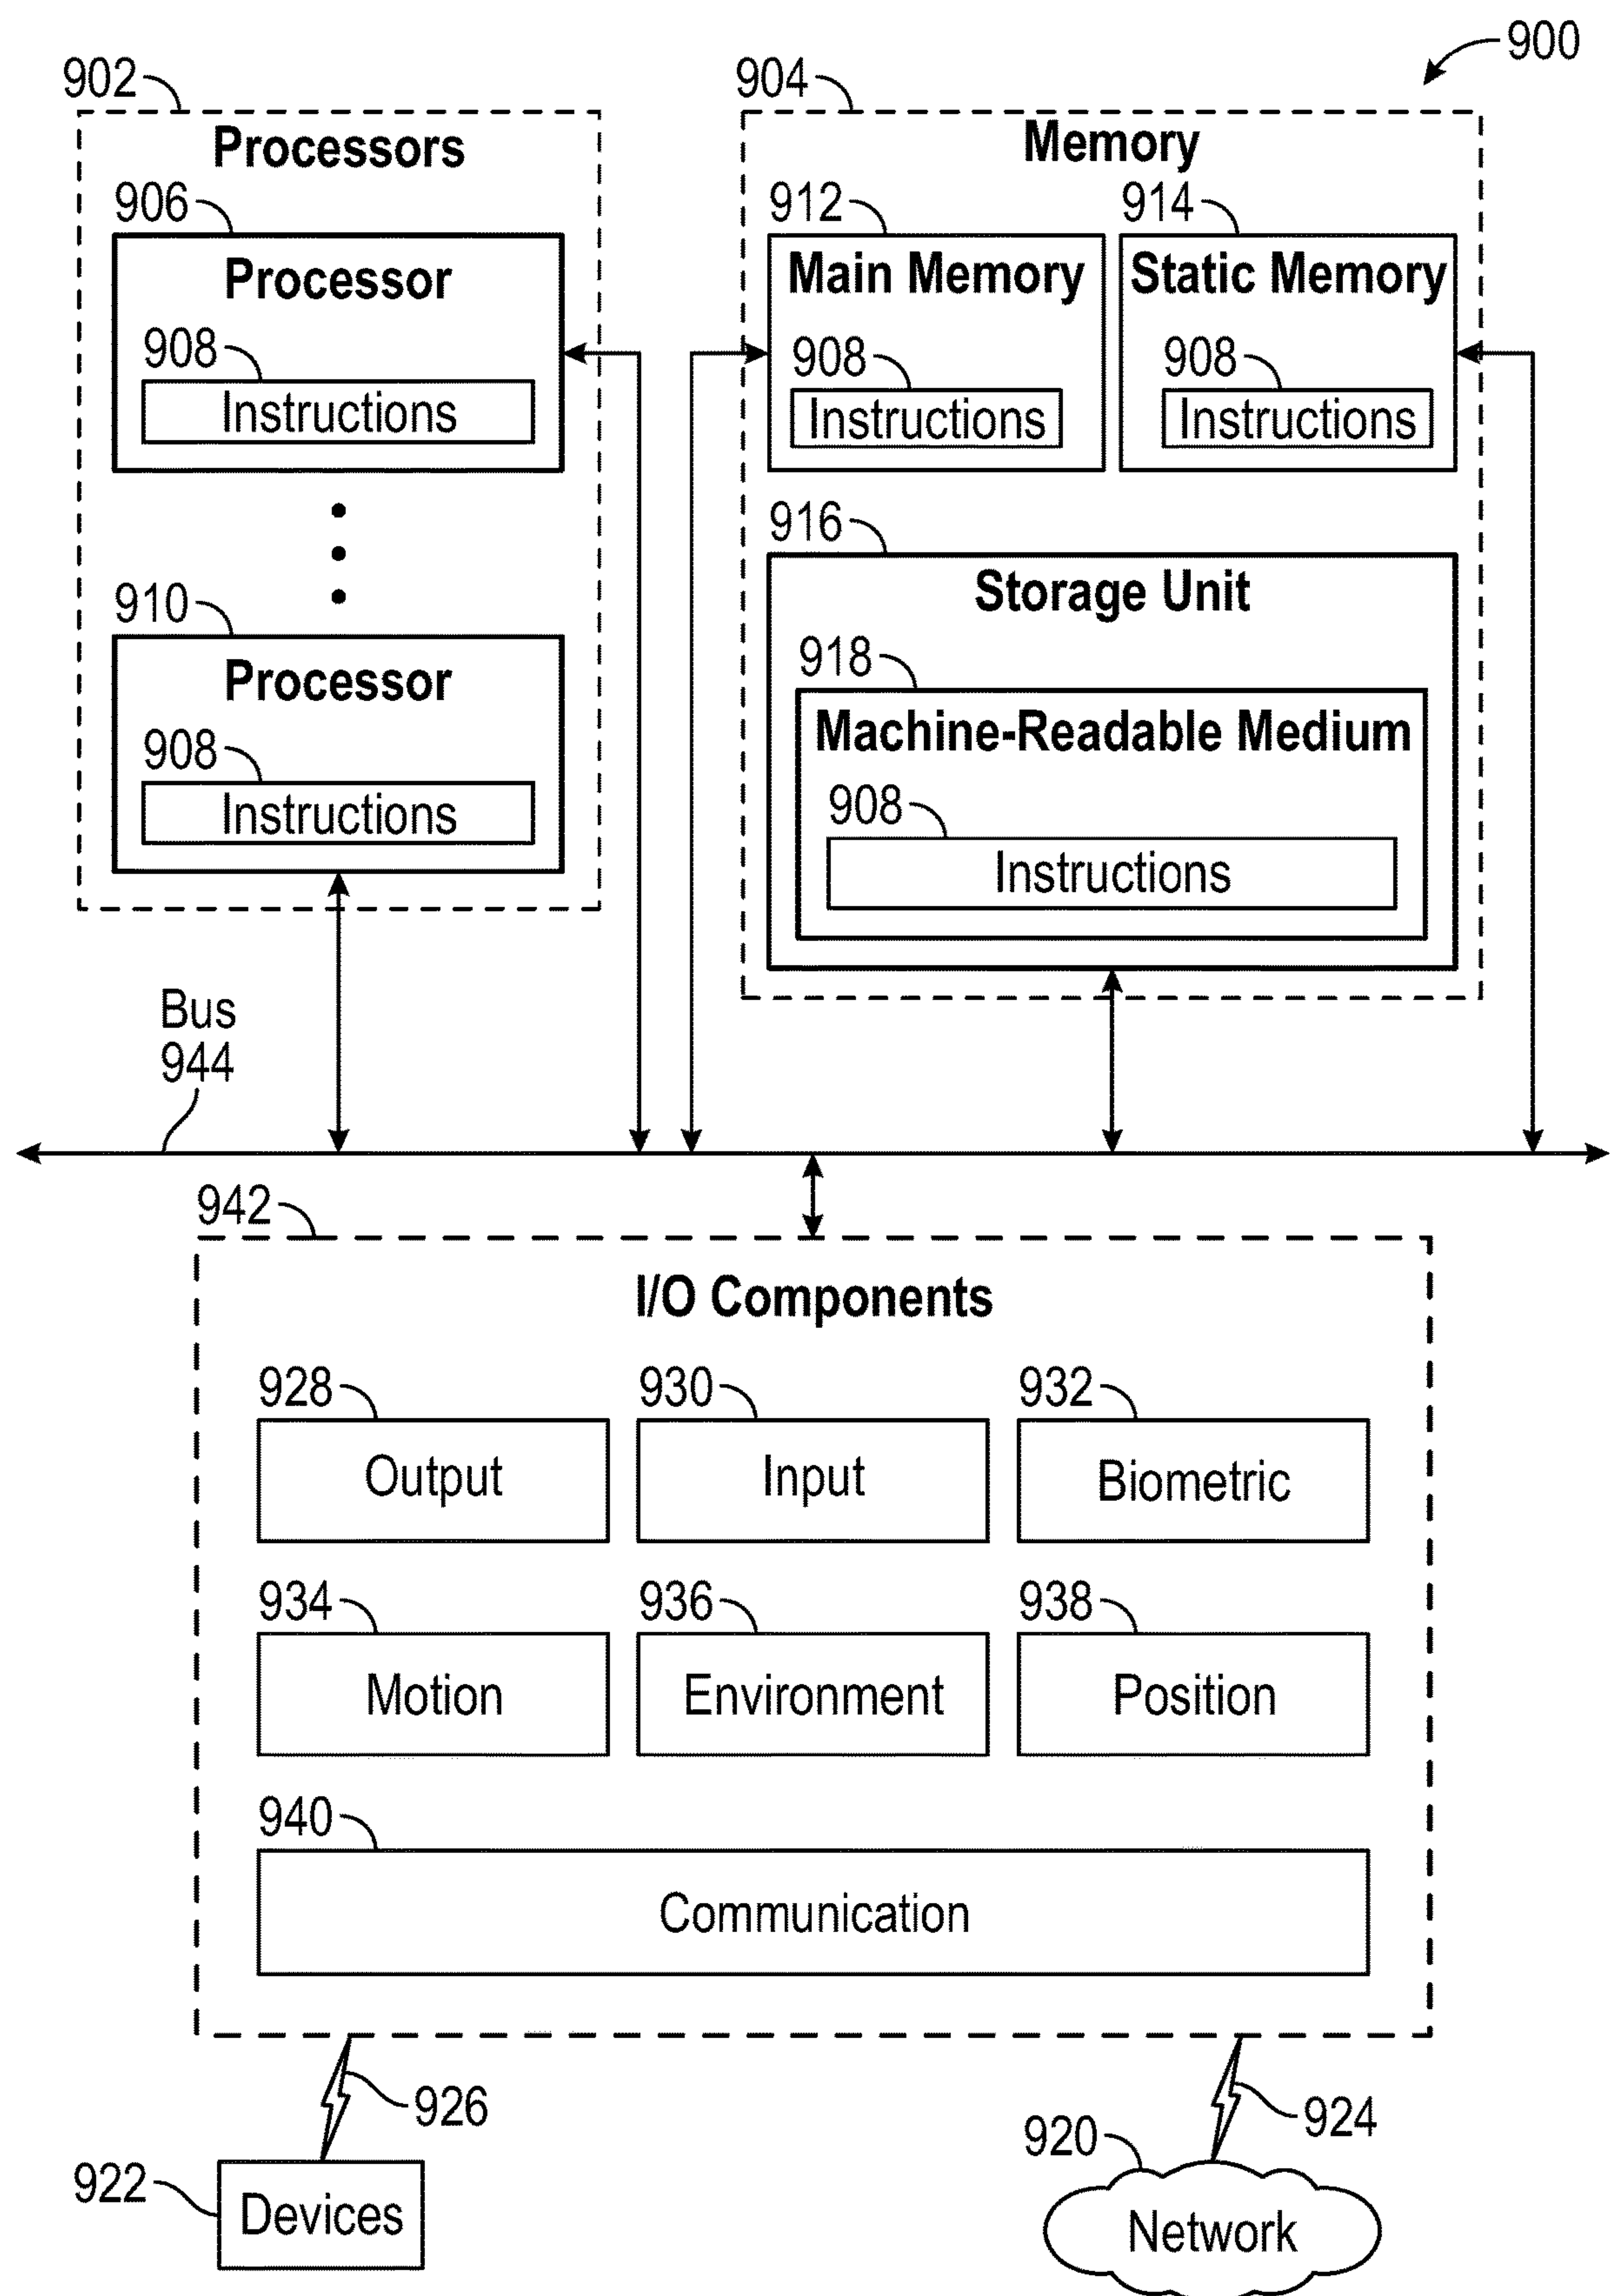 900
902
Processors
906
Processor
908
Instructions
910
Processor
908
Instructions
904
Memory
912
Main Memory
908
Instructions
914
Static Memory
908
Instructions
916
Storage Unit
918
Machine-Readable Medium
908
Instructions
Bus
944
942
I/O Components
928
Output
930
Input
932
Biometric
934
Motion
936
Environment
938
Position
940
Communication
926
922
Devices
924
920
Network